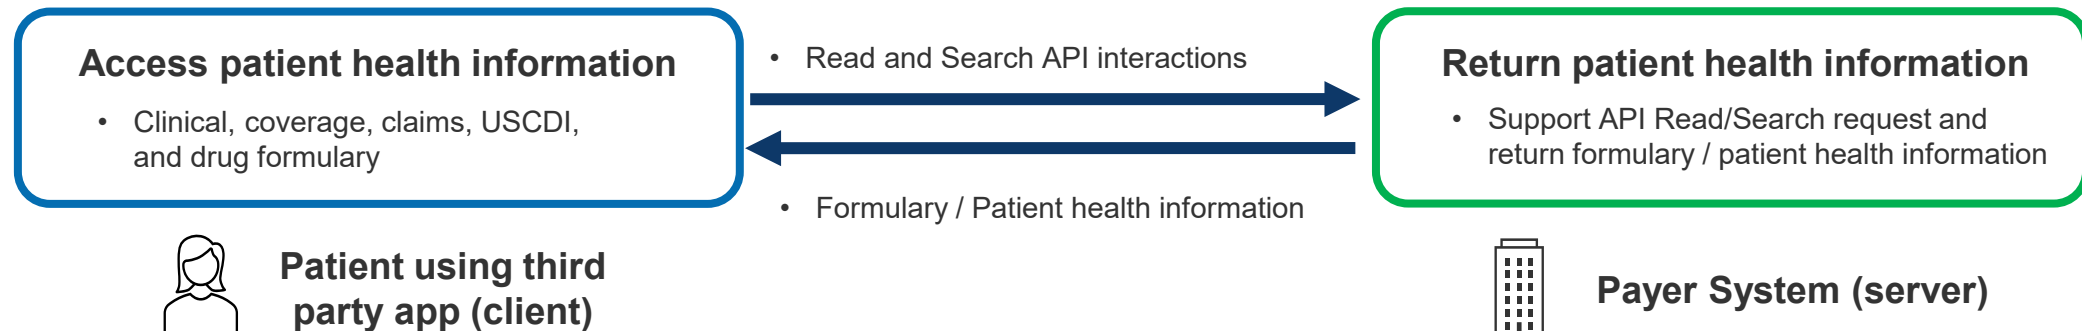 Access patient health information
• Clinical, coverage, claims, USCDI,
and drug formulary
• Read and Search API interactions
• Formulary / Patient health information
Return patient health information
• Support API Read/Search request and
return formulary / patient health information
Patient using third
party app (client)
Payer System (server)